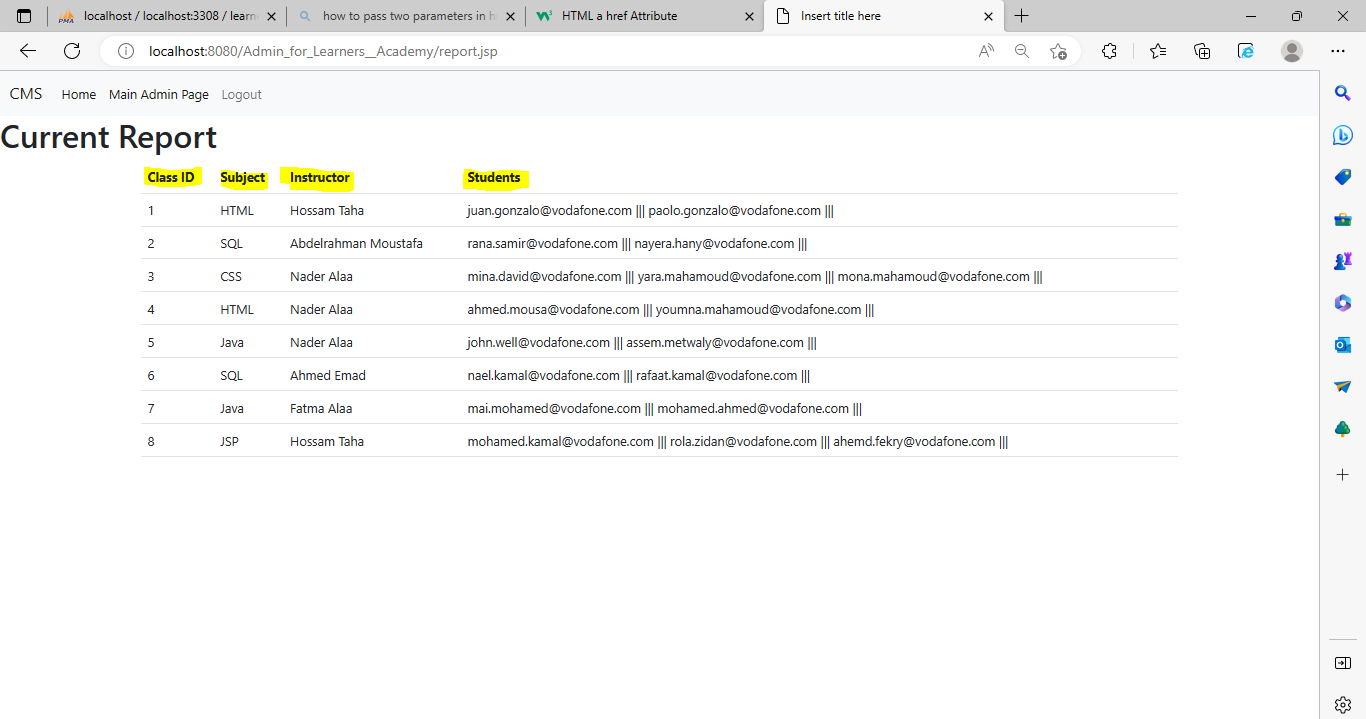 localhost / localhost:3308 / learn
how to pass two parameters in h
HTML a href Attribute
Insert title here
localhost:8080/Admin_for_Learners__Academy/report.jsp
CMS Home Main Admin Page Logout
Current Report
Class ID Subject Instructor Students
1 HTML Hossam Taha juan.gonzalo@vodafone.com ||| paolo.gonzalo@vodafone.com |||
2 SQL Abdelrahman Moustafa rana.samir@vodafone.com ||| nayera.hany@vodafone.com |||
3 CSS Nader Alaa mina.david@vodafone.com ||| yara.mahamoud@vodafone.com ||| mona.mahamoud@vodafone.com |||
4 HTML Nader Alaa ahmed.mousa@vodafone.com ||| youmna.mahamoud@vodafone.com |||
5 Java Nader Alaa john.well@vodafone.com ||| assem.metwaly@vodafone.com |||
6 SQL Ahmed Emad nael.kamal@vodafone.com ||| rafaat.kamal@vodafone.com |||
7 Java Fatma Alaa mai.mohamed@vodafone.com ||| mohamed.ahmed@vodafone.com |||
8 JSP Hossam Taha mohamed.kamal@vodafone.com ||| rola.zidan@vodafone.com ||| ahemd.fekry@vodafone.com |||